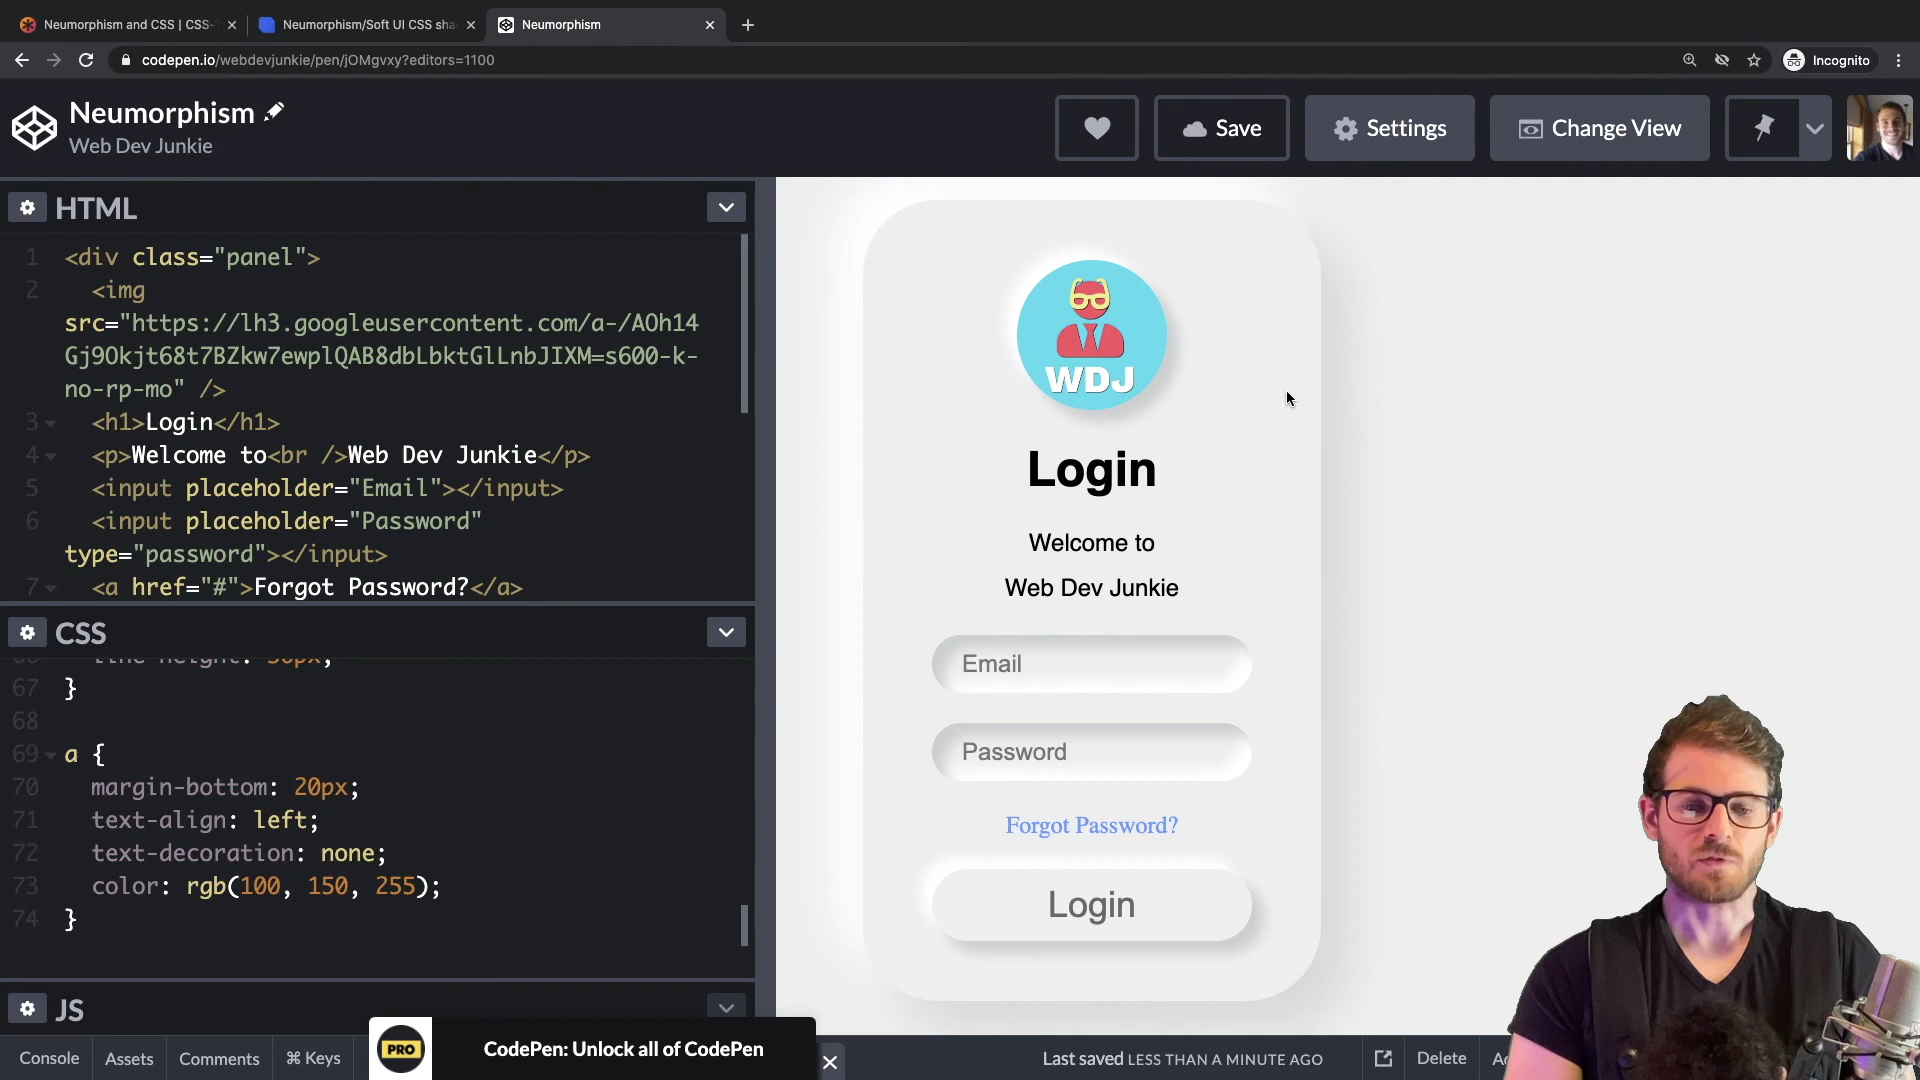 Neumorphism and CSS | CSS-
Neumorphism/Soft UI CSS sha
Neumorphism
codepen.io/webdevjunkie/pen/jOMgvxy?editors=1100
Incognito
Neumorphism
Web Dev Junkie
Save
Settings
Change View
HTML
1 <div class="panel">
2 <img
src="https://lh3.googleusercontent.com/a-/AOh14
Gj9Okjt68t7BZkw7ewplQAB8dbLbktGlLnbJIXM=s600-k-
no-rp-mo" />
3 <h1>Login</h1>
4 <p>Welcome to<br />Web Dev Junkie</p>
5 <input placeholder="Email"></input>
6 <input placeholder="Password"
type="password"></input>
7 <a href="#">Forgot Password?</a>
CSS
66 line-height: 30px;
67 }
68
69 a {
70 margin-bottom: 20px;
71 text-align: left;
72 text-decoration: none;
73 color: rgb(100, 150, 255);
74 }
JS
WDJ
Login
Welcome to
Web Dev Junkie
Email
Password
Forgot Password?
Login
Console
Assets
Comments
⌘ Keys
PRO
CodePen: Unlock all of CodePen
Last saved LESS THAN A MINUTE AGO
Delete